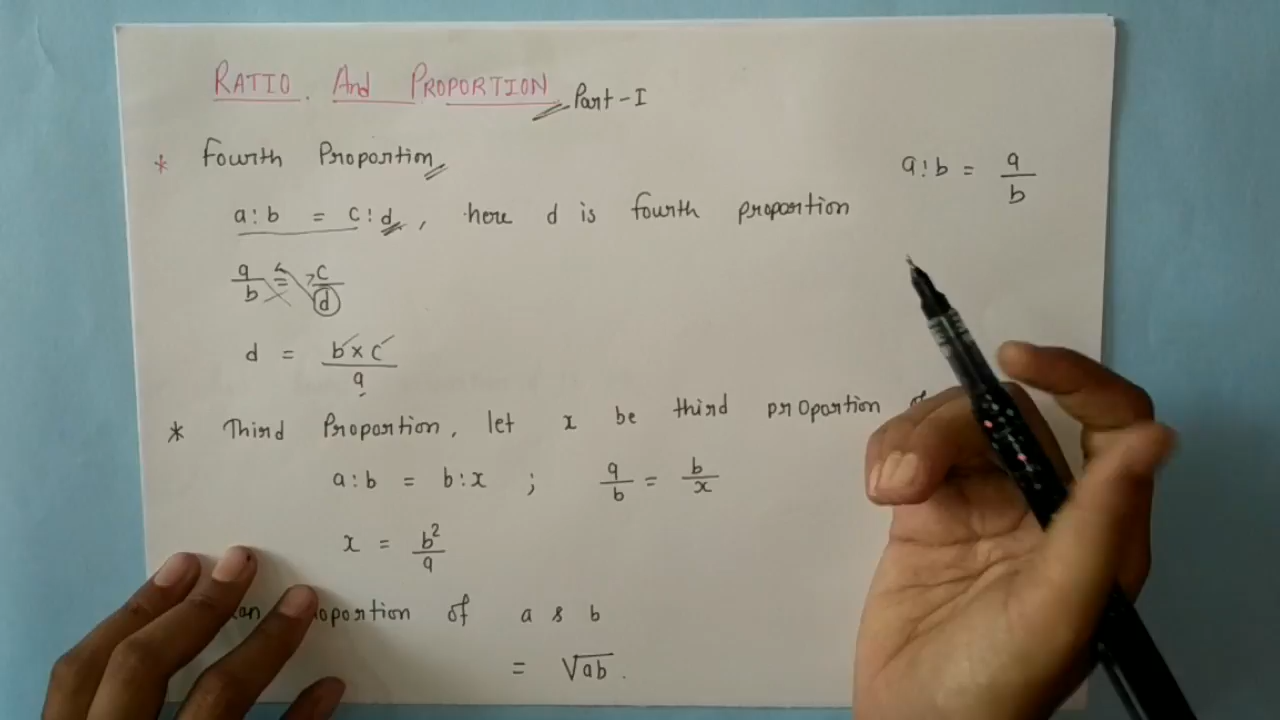 RATIO And PROPORTION Part-I
* Fourth Proportion
a:b = c:d, here d is fourth proportion
a:b = a/b
a/b = c/d
d = b×c/a
* Third Proportion, let x be third proportion
a:b = b:x ; a/b = b/x
x = b²/a
of a & b
= √ab.